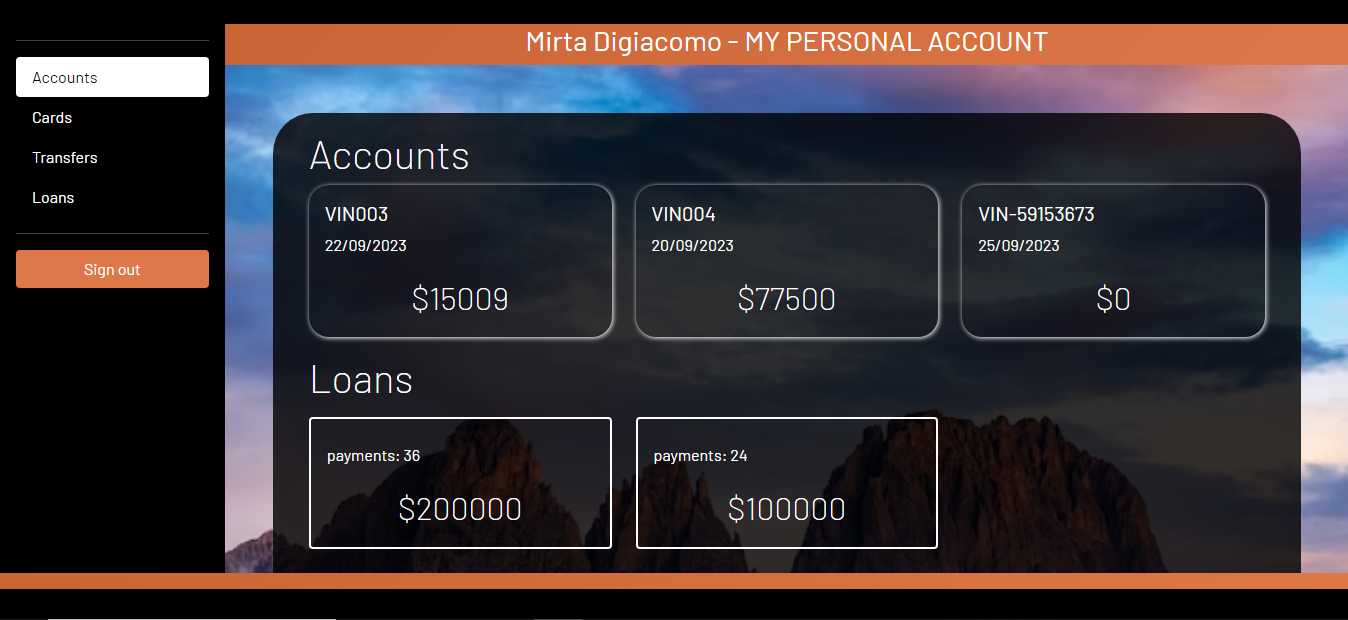 Mirta Digiacomo - MY PERSONAL ACCOUNT
Accounts
Cards
Transfers
Loans
Sign out
Accounts
VIN003
22/09/2023
$15009
VIN004
20/09/2023
$77500
VIN-59153673
25/09/2023
$0
Loans
payments: 36
$200000
payments: 24
$100000